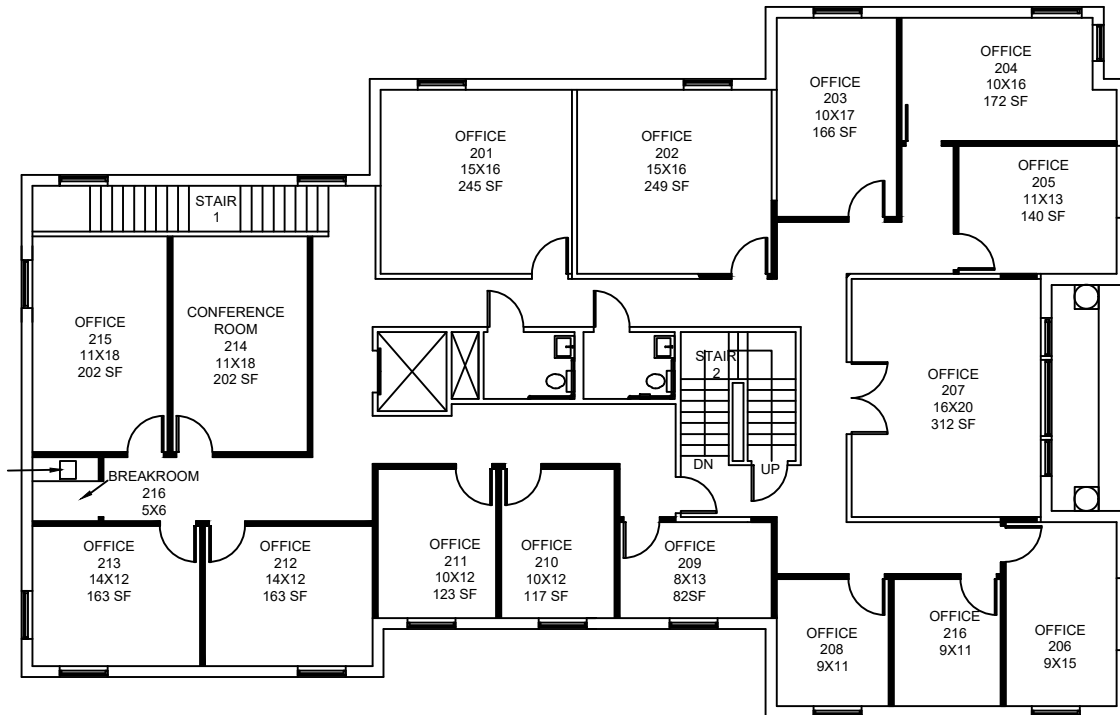 OFFICE
203
10X17
166 SF
OFFICE
204
10X16
172 SF
OFFICE
201
15X16
245 SF
OFFICE
202
15X16
249 SF
OFFICE
205
11X13
140 SF
STAIR
1
OFFICE
215
11X18
202 SF
CONFERENCE
ROOM
214
11X18
202 SF
STAIR
2
DN
UP
OFFICE
207
16X20
312 SF
BREAKROOM
216
5X6
OFFICE
213
14X12
163 SF
OFFICE
212
14X12
163 SF
OFFICE
211
10X12
123 SF
OFFICE
210
10X12
117 SF
OFFICE
209
8X13
82SF
OFFICE
208
9X11
OFFICE
216
9X11
OFFICE
206
9X15